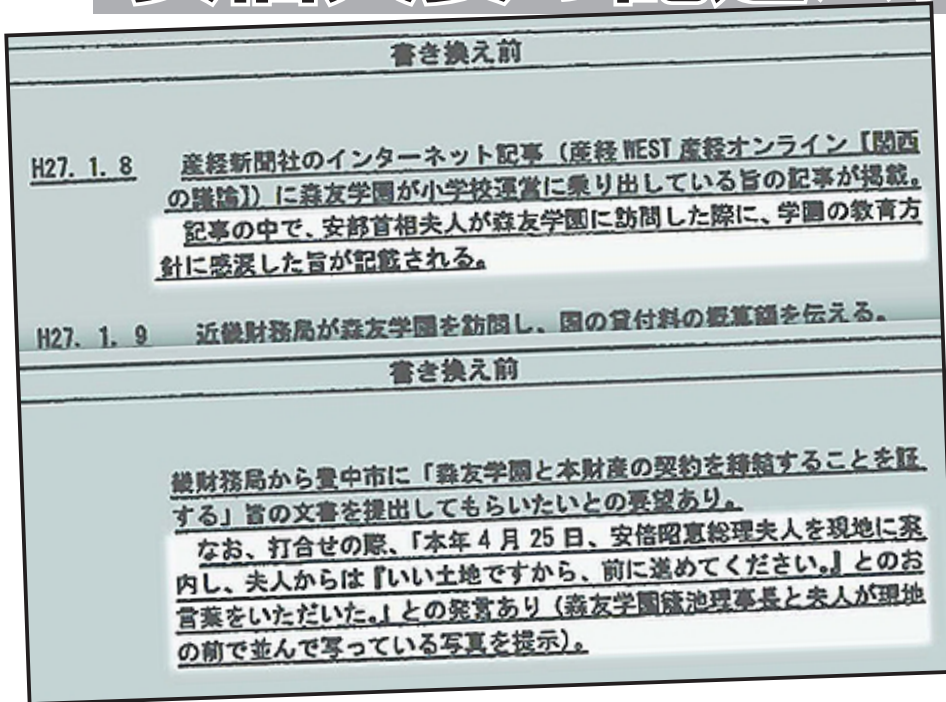 書き換え前
H27. 1. 8 産経新聞社のインターネット記事（産経WEST 産経オンライン【関西
の議論】）に森友学園が小学校運営に乗り出している旨の記事が掲載。
記事の中で、安部首相夫人が森友学園に訪問した際に、学園の教育方
針に感涙した旨が記載される。
H27. 1. 9 近畿財務局が森友学園を訪問し、国の貸付料の概算額を伝える。
書き換え前
畿財務局から豊中市に「森友学園と本財産の契約を締結することを証
する」旨の文書を提出してもらいたいとの要望あり。
なお、打合せの際、「本年４月25日、安倍昭恵総理夫人を現地に案
内し、夫人からは『いい土地ですから、前に進めてください。』とのお
言葉をいただいた。」との発言あり（森友学園籠池理事長と夫人が現地
の前で並んで写っている写真を提示）。